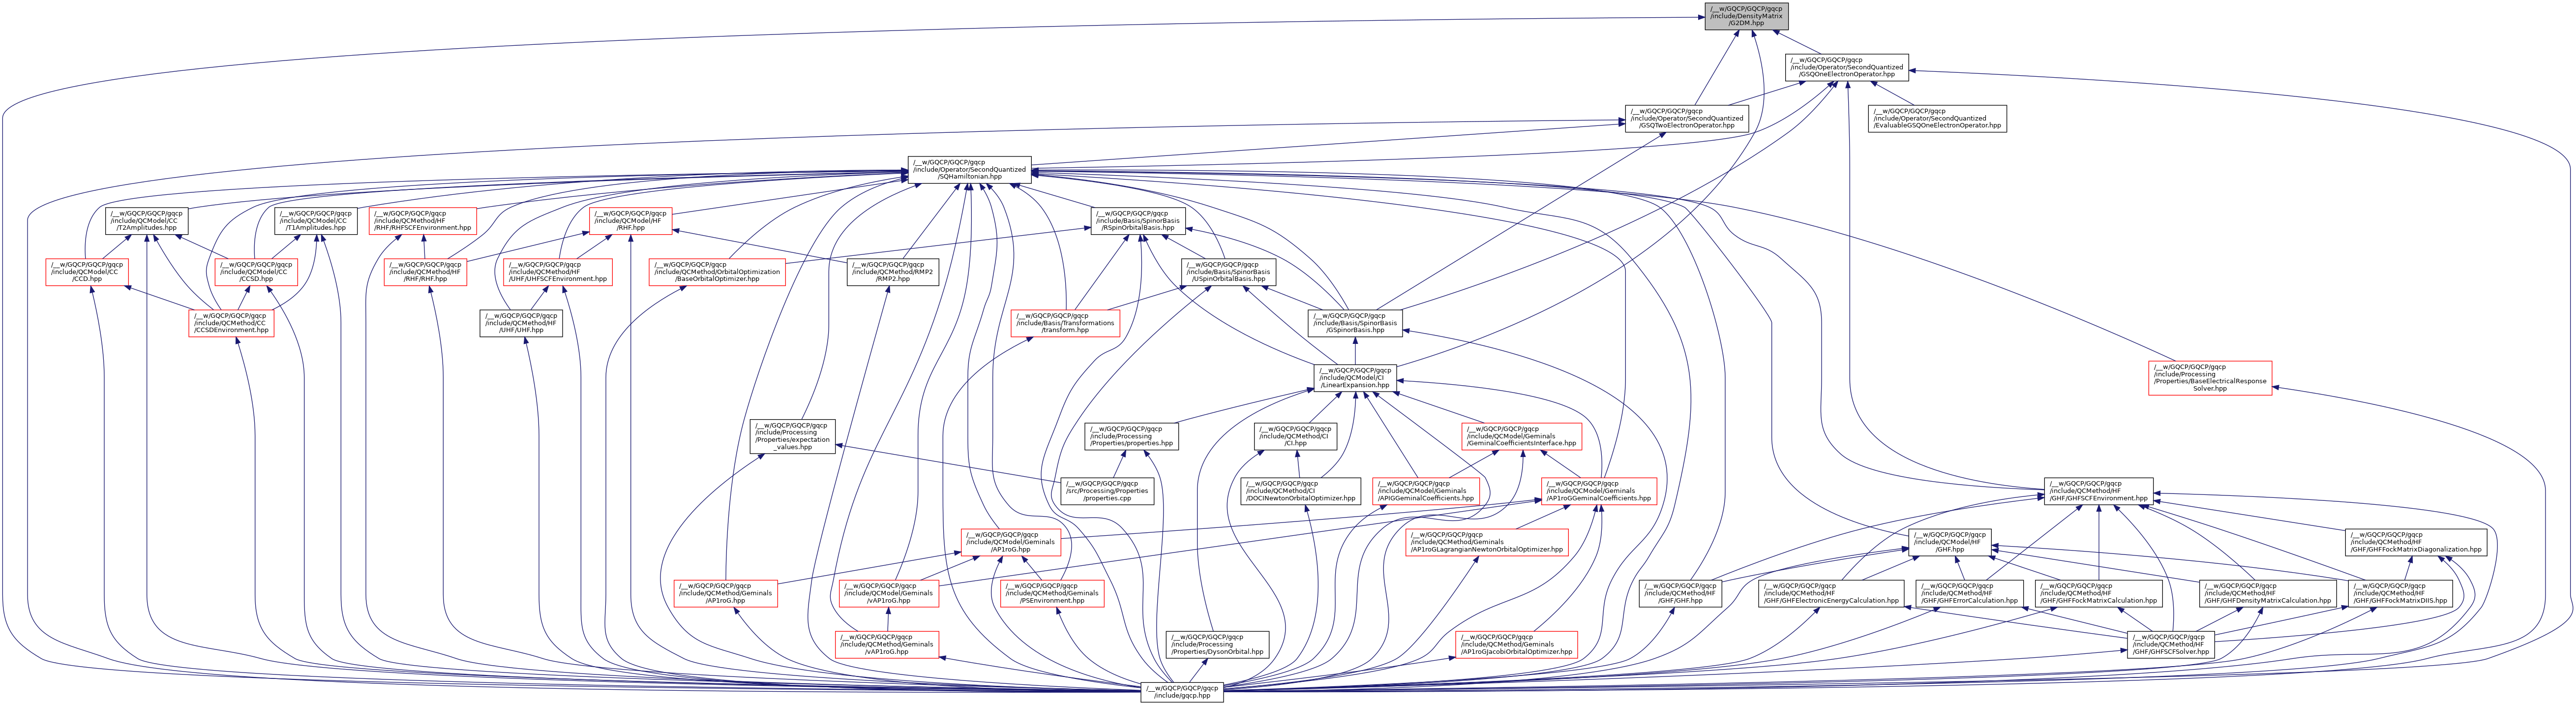 /__w/GQCP/GQCP/gqcp
/include/DensityMatrix
/G2DM.hpp
/__w/GQCP/GQCP/gqcp
/include/Operator/SecondQuantized
/GSQOneElectronOperator.hpp
/__w/GQCP/GQCP/gqcp
/include/Operator/SecondQuantized
/GSQTwoElectronOperator.hpp
/__w/GQCP/GQCP/gqcp
/include/Operator/SecondQuantized
/EvaluableGSQOneElectronOperator.hpp
/__w/GQCP/GQCP/gqcp
/include/Operator/SecondQuantized
/SQHamiltonian.hpp
/__w/GQCP/GQCP/gqcp
/include/QCModel/CC
/T2Amplitudes.hpp
/__w/GQCP/GQCP/gqcp
/include/QCModel/CC
/T1Amplitudes.hpp
/__w/GQCP/GQCP/gqcp
/include/QCMethod/HF
/RHF/RHFSCFEnvironment.hpp
/__w/GQCP/GQCP/gqcp
/include/QCModel/HF
/RHF.hpp
/__w/GQCP/GQCP/gqcp
/include/Basis/SpinorBasis
/RSpinOrbitalBasis.hpp
/__w/GQCP/GQCP/gqcp
/include/QCModel/CC
/CCD.hpp
/__w/GQCP/GQCP/gqcp
/include/QCModel/CC
/CCSD.hpp
/__w/GQCP/GQCP/gqcp
/include/QCMethod/HF
/RHF/RHF.hpp
/__w/GQCP/GQCP/gqcp
/include/QCMethod/HF
/UHF/UHFSCFEnvironment.hpp
/__w/GQCP/GQCP/gqcp
/include/QCMethod/OrbitalOptimization
/BaseOrbitalOptimizer.hpp
/__w/GQCP/GQCP/gqcp
/include/QCMethod/RMP2
/RMP2.hpp
/__w/GQCP/GQCP/gqcp
/include/Basis/SpinorBasis
/USpinOrbitalBasis.hpp
/__w/GQCP/GQCP/gqcp
/include/QCMethod/CC
/CCSDEnvironment.hpp
/__w/GQCP/GQCP/gqcp
/include/QCMethod/HF
/UHF/UHF.hpp
/__w/GQCP/GQCP/gqcp
/include/Basis/Transformations
/transform.hpp
/__w/GQCP/GQCP/gqcp
/include/Basis/SpinorBasis
/GSpinorBasis.hpp
/__w/GQCP/GQCP/gqcp
/include/QCModel/CI
/LinearExpansion.hpp
/__w/GQCP/GQCP/gqcp
/include/Processing
/Properties/BaseElectricalResponse
Solver.hpp
/__w/GQCP/GQCP/gqcp
/include/Processing
/Properties/expectation
_values.hpp
/__w/GQCP/GQCP/gqcp
/include/Processing
/Properties/properties.hpp
/__w/GQCP/GQCP/gqcp
/include/QCMethod/CI
/CI.hpp
/__w/GQCP/GQCP/gqcp
/include/QCModel/Geminals
/GeminalCoefficientsInterface.hpp
/__w/GQCP/GQCP/gqcp
/src/Processing/Properties
/properties.cpp
/__w/GQCP/GQCP/gqcp
/include/QCMethod/CI
/DOCINewtonOrbitalOptimizer.hpp
/__w/GQCP/GQCP/gqcp
/include/QCModel/Geminals
/APIGGeminalCoefficients.hpp
/__w/GQCP/GQCP/gqcp
/include/QCModel/Geminals
/AP1roGGeminalCoefficients.hpp
/__w/GQCP/GQCP/gqcp
/include/QCMethod/HF
/GHF/GHFSCFEnvironment.hpp
/__w/GQCP/GQCP/gqcp
/include/QCModel/Geminals
/AP1roG.hpp
/__w/GQCP/GQCP/gqcp
/include/QCMethod/Geminals
/AP1roGLagrangianNewtonOrbitalOptimizer.hpp
/__w/GQCP/GQCP/gqcp
/include/QCModel/HF
/GHF.hpp
/__w/GQCP/GQCP/gqcp
/include/QCMethod/HF
/GHF/GHFFockMatrixDiagonalization.hpp
/__w/GQCP/GQCP/gqcp
/include/QCMethod/Geminals
/AP1roG.hpp
/__w/GQCP/GQCP/gqcp
/include/QCModel/Geminals
/vAP1roG.hpp
/__w/GQCP/GQCP/gqcp
/include/QCMethod/Geminals
/PSEnvironment.hpp
/__w/GQCP/GQCP/gqcp
/include/QCMethod/HF
/GHF/GHF.hpp
/__w/GQCP/GQCP/gqcp
/include/QCMethod/HF
/GHF/GHFElectronicEnergyCalculation.hpp
/__w/GQCP/GQCP/gqcp
/include/QCMethod/HF
/GHF/GHFErrorCalculation.hpp
/__w/GQCP/GQCP/gqcp
/include/QCMethod/HF
/GHF/GHFFockMatrixCalculation.hpp
/__w/GQCP/GQCP/gqcp
/include/QCMethod/HF
/GHF/GHFDensityMatrixCalculation.hpp
/__w/GQCP/GQCP/gqcp
/include/QCMethod/HF
/GHF/GHFFockMatrixDIIS.hpp
/__w/GQCP/GQCP/gqcp
/include/QCMethod/Geminals
/vAP1roG.hpp
/__w/GQCP/GQCP/gqcp
/include/Processing
/Properties/DysonOrbital.hpp
/__w/GQCP/GQCP/gqcp
/include/QCMethod/Geminals
/AP1roGJacobiOrbitalOptimizer.hpp
/__w/GQCP/GQCP/gqcp
/include/QCMethod/HF
/GHF/GHFSCFSolver.hpp
/__w/GQCP/GQCP/gqcp
/include/gqcp.hpp